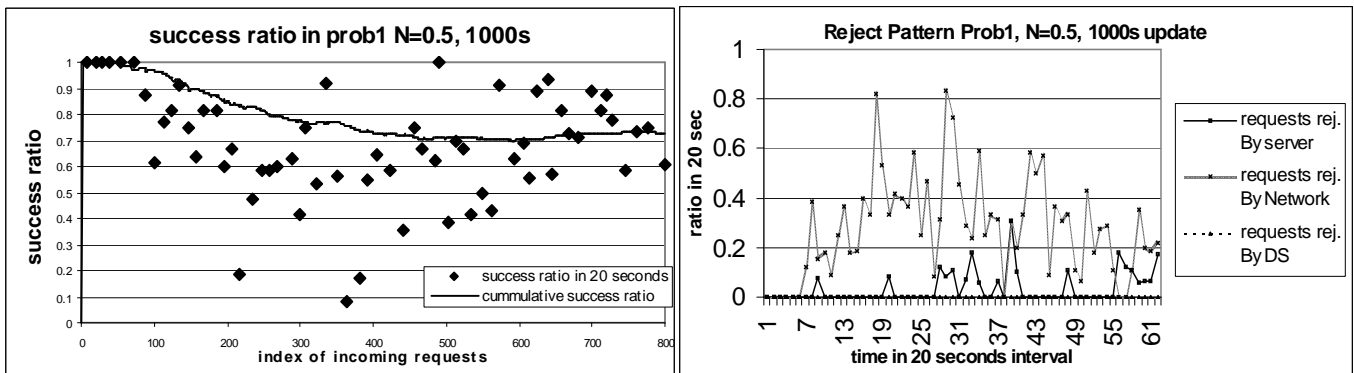 success ratio in prob1 N=0.5, 1000s
success ratio
1
0.9
0.8
0.7
0.6
0.5
0.4
0.3
0.2
0.1
0
0 100 200 300 400 500 600 700 800
index of incoming requests
success ratio in 20 seconds
cummulative success ratio
Reject Pattern Prob1, N=0.5, 1000s update
ratio in 20 sec
1
0.8
0.6
0.4
0.2
0
1 7 13 19 25 31 37 43 49 55 61
time in 20 seconds interval
requests rej.
By server
requests rej.
By Network
requests rej.
By DS